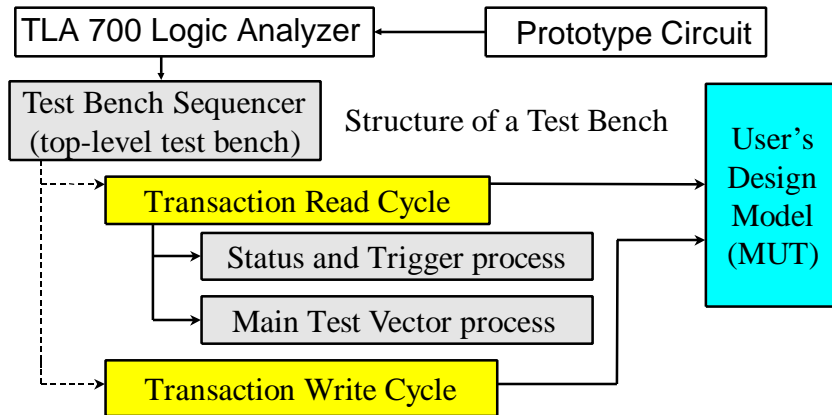 TLA 700 Logic Analyzer
Prototype Circuit
Test Bench Sequencer
(top-level test bench)
Structure of a Test Bench
User's
Design
Model
(MUT)
Transaction Read Cycle
Status and Trigger process
Main Test Vector process
Transaction Write Cycle